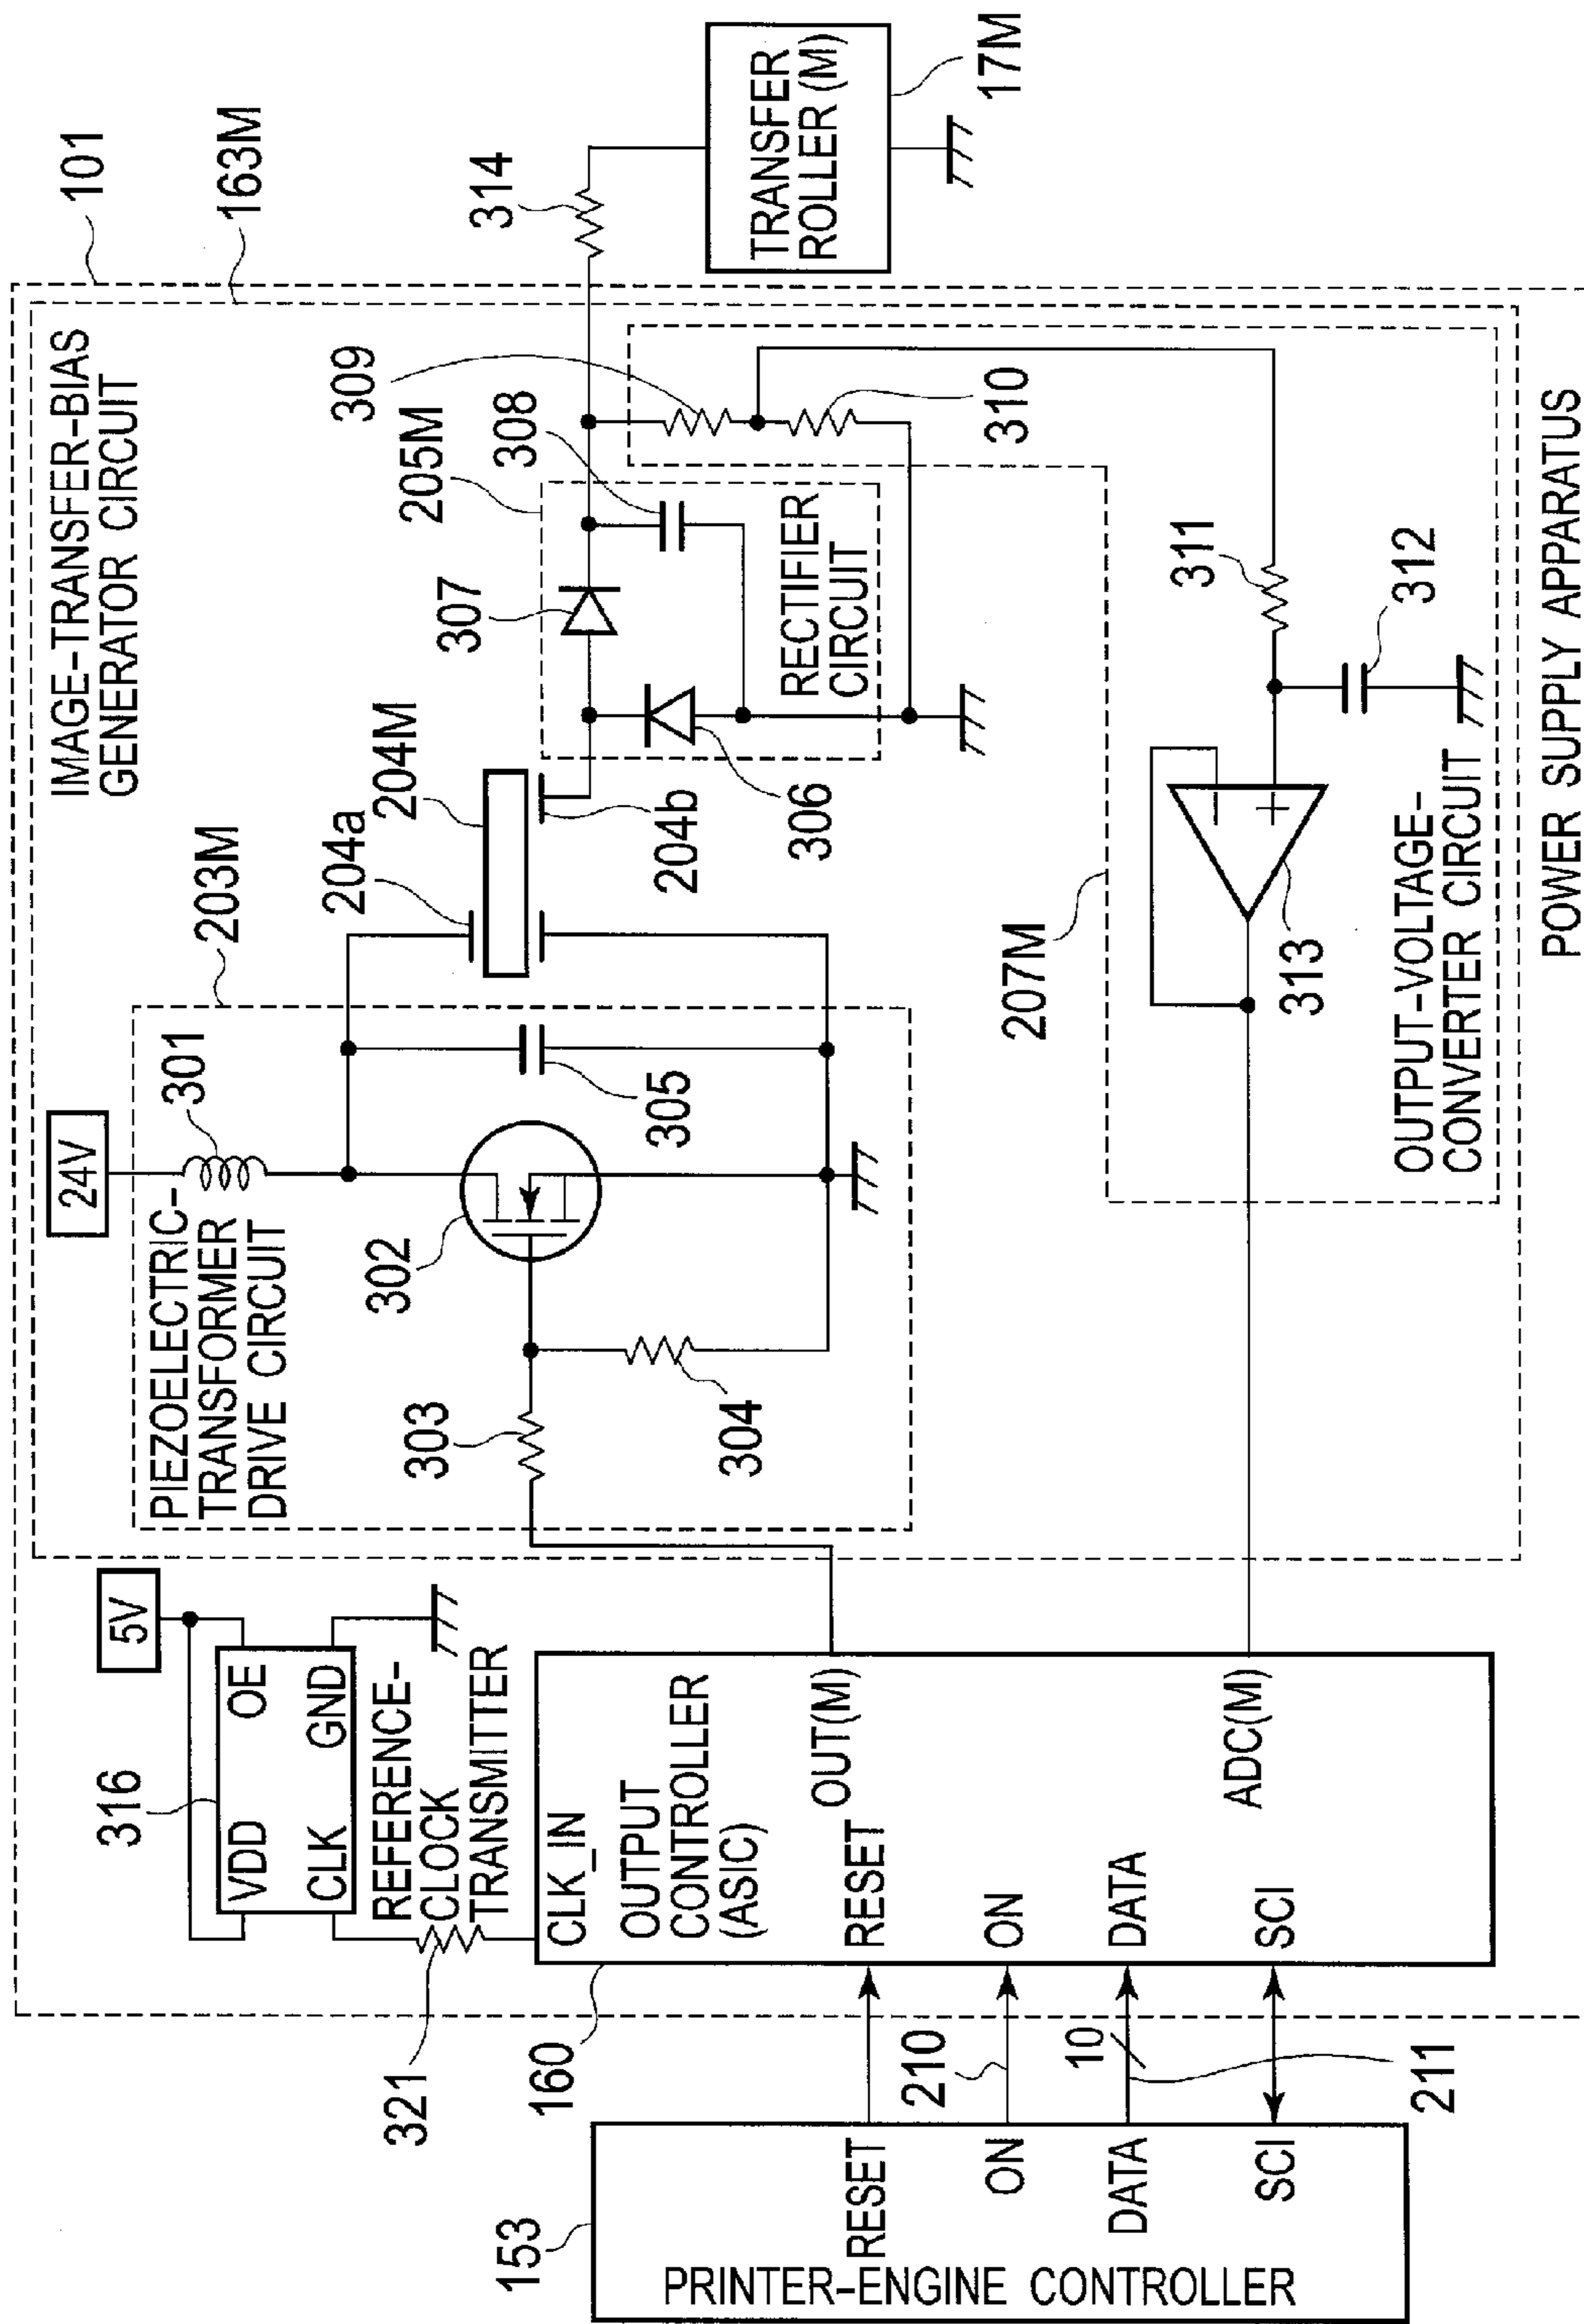 101
163M
IMAGE-TRANSFER-BIAS
GENERATOR CIRCUIT
203M
24V
301
PIEZOELECTRIC-
TRANSFORMER
DRIVE CIRCUIT
302
303
304
305
204a
204M
204b
205M
307
308
309
306
RECTIFIER
CIRCUIT
310
314
TRANSFER
ROLLER (M)
17M
207M
311
312
313
−
+
OUTPUT-VOLTAGE-
CONVERTER CIRCUIT
POWER SUPPLY APPARATUS
5V
316
VDD
OE
CLK
GND
REFERENCE-
CLOCK
TRANSMITTER
321
160
CLK_IN
OUTPUT
CONTROLLER
(ASIC)
OUT(M)
RESET
ON
DATA
ADC(M)
SCI
210
10
211
153
RESET
ON
DATA
SCI
PRINTER-ENGINE CONTROLLER